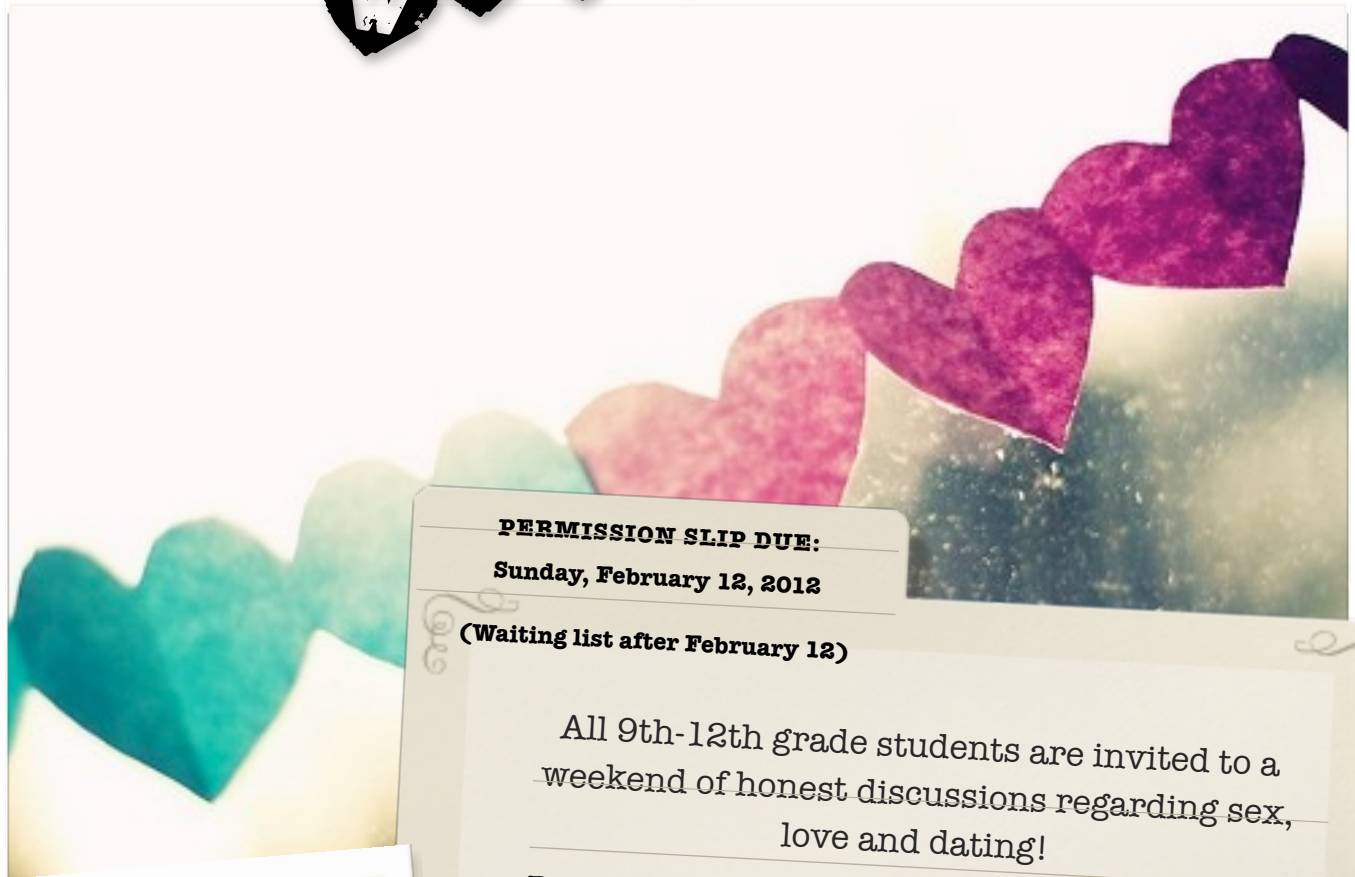 PERMISSION SLIP DUE:
Sunday, February 12, 2012
(Waiting list after February 12)
All 9th-12th grade students are invited to a
weekend of honest discussions regarding sex,
love and dating!